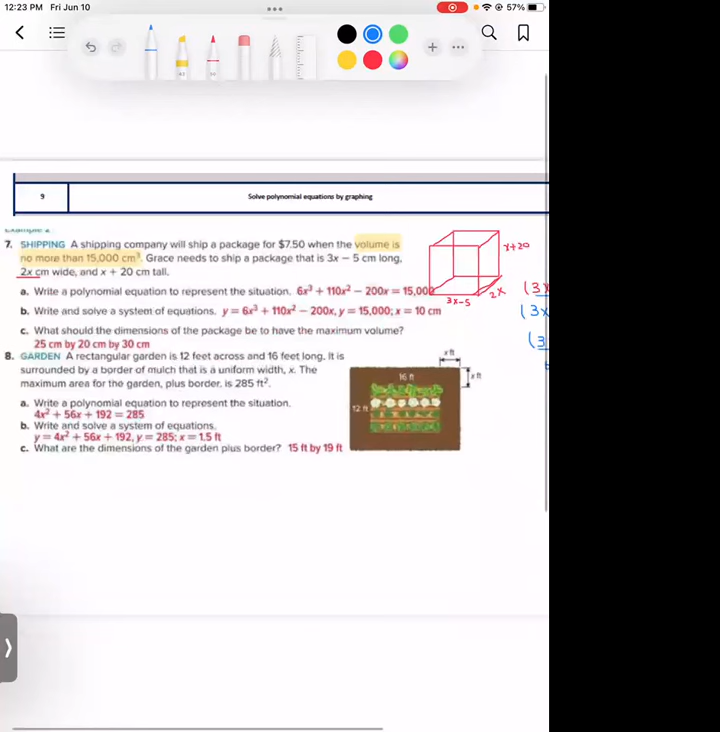 12:23 PM Fri Jun 10
57%
9
Solve polynomial equations by graphing
7. SHIPPING A shipping company will ship a package for $7.50 when the volume is
no more than 15,000 cm³. Grace needs to ship a package that is 3x − 5 cm long,
2x cm wide, and x + 20 cm tall.
x+20
2x
3x-5
a. Write a polynomial equation to represent the situation. 6x³ + 110x² − 200x = 15,000
(3x
b. Write and solve a system of equations. y = 6x³ + 110x² − 200x, y = 15,000; x = 10 cm
(3x
c. What should the dimensions of the package be to have the maximum volume?
25 cm by 20 cm by 30 cm
(3
8. GARDEN A rectangular garden is 12 feet across and 16 feet long. It is
surrounded by a border of mulch that is a uniform width, x. The
maximum area for the garden, plus border, is 285 ft².
x ft
x ft
16 ft
12 ft
a. Write a polynomial equation to represent the situation.
4x² + 56x + 192 = 285
b. Write and solve a system of equations.
y = 4x² + 56x + 192, y = 285; x = 1.5 ft
c. What are the dimensions of the garden plus border? 15 ft by 19 ft